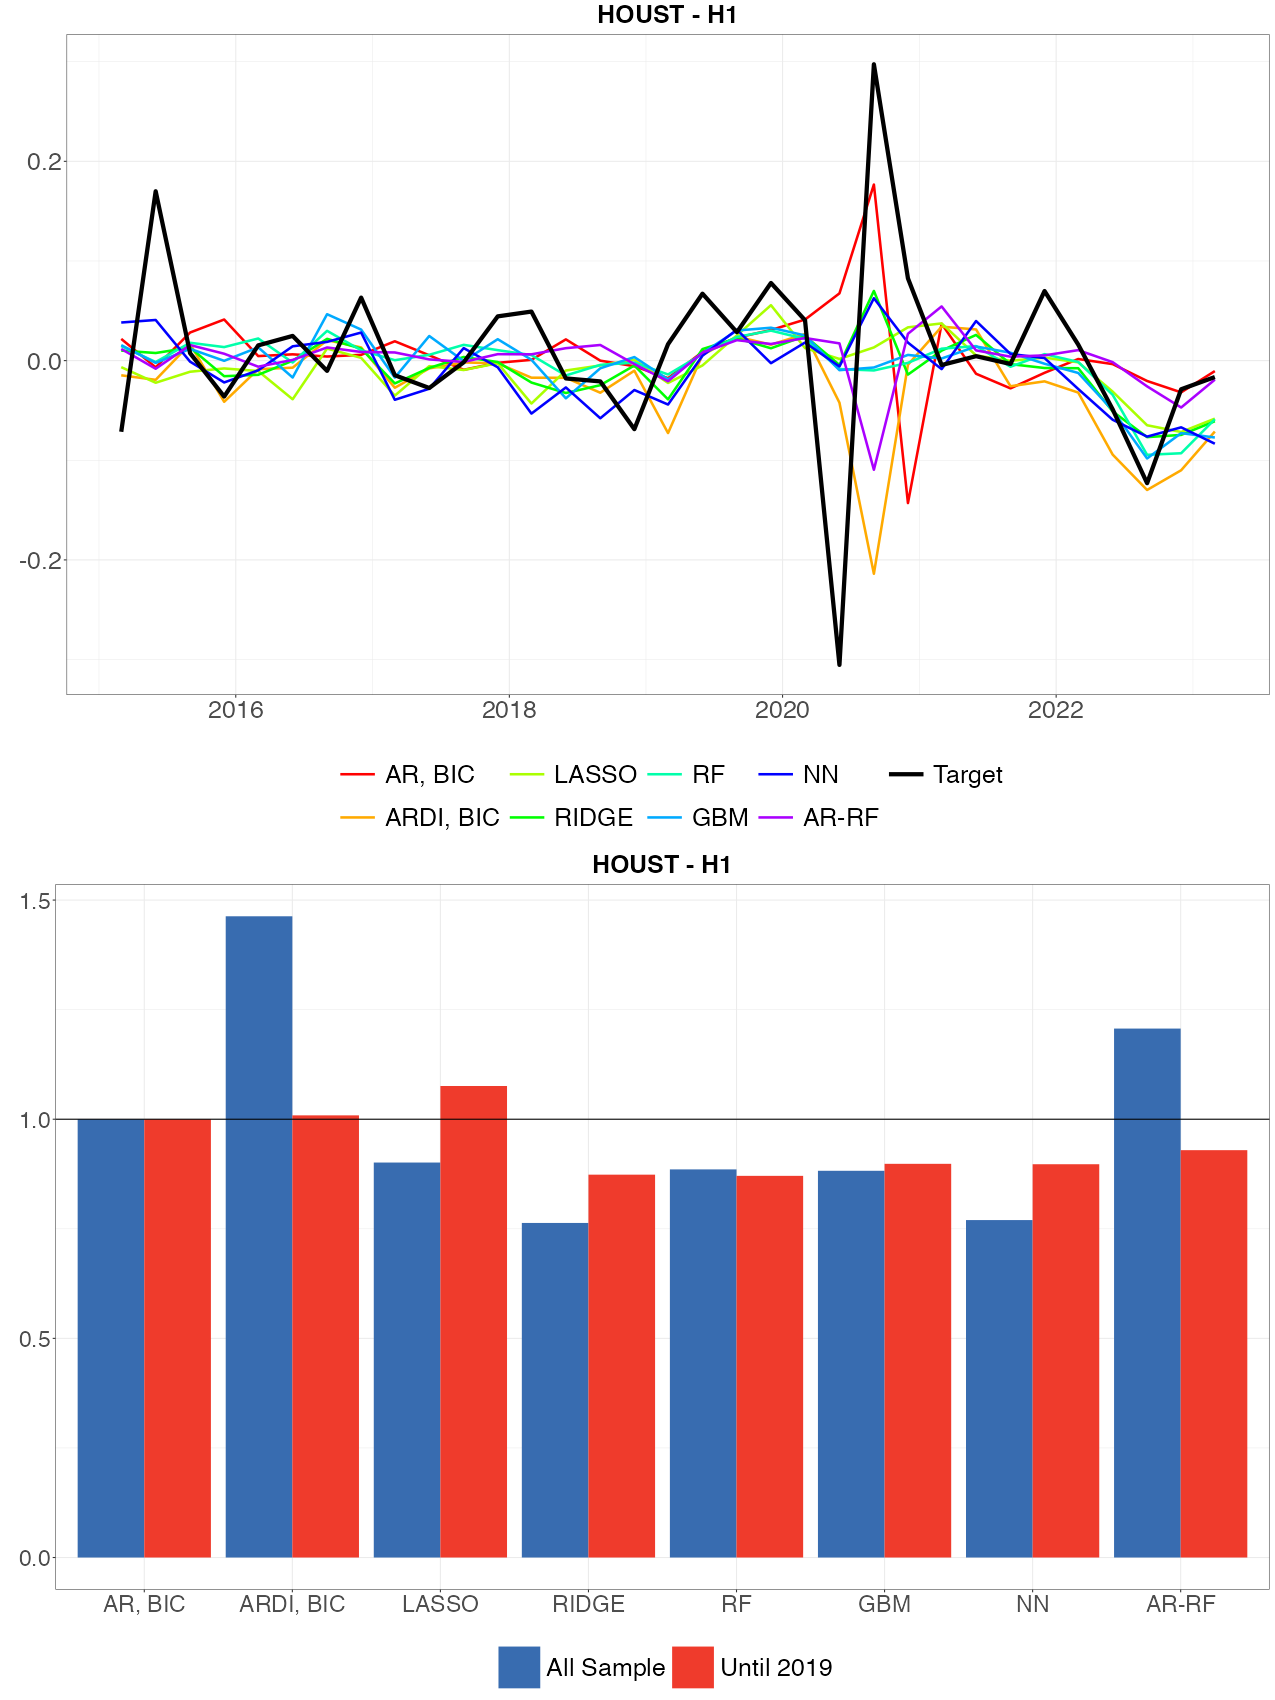 HOUST - H1
0.2
0.0
-0.2
2016 2018 2020 2022
AR, BIC LASSO RF NN Target
ARDI, BIC RIDGE GBM AR-RF
HOUST - H1
1.5
1.0
0.5
0.0
AR, BIC ARDI, BIC LASSO RIDGE RF GBM NN AR-RF
All Sample Until 2019